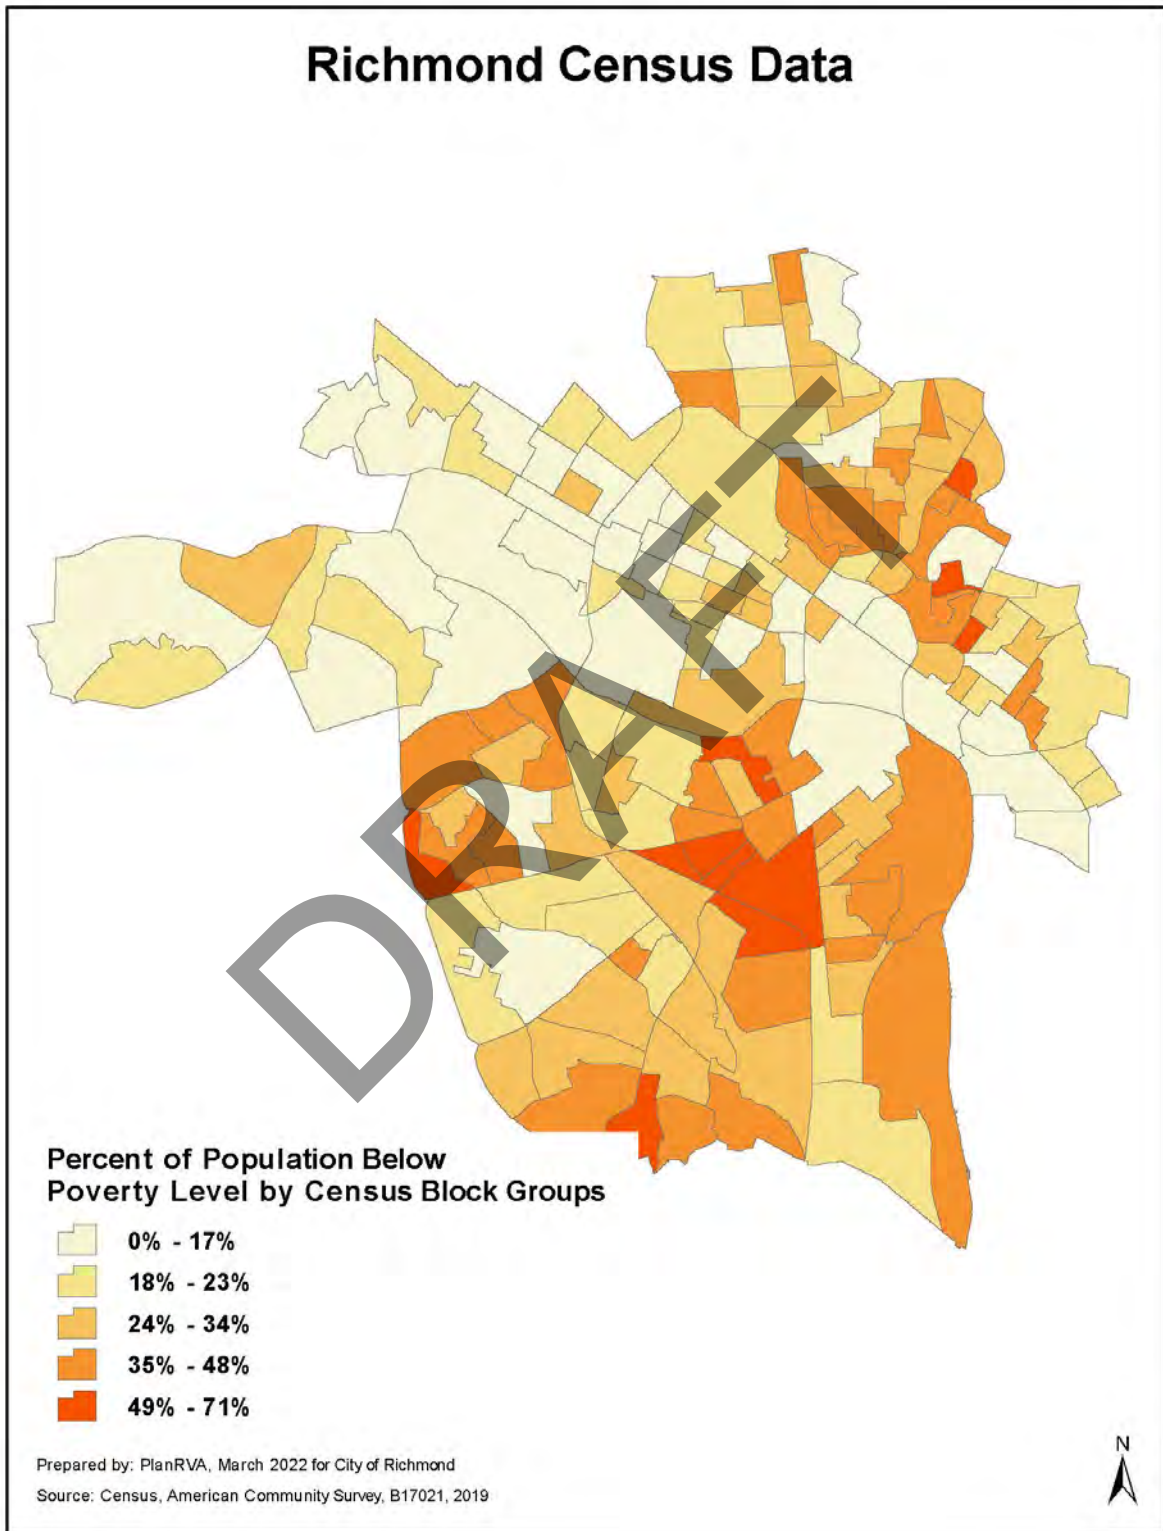 Richmond Census Data
DRAFT
Percent of Population Below
Poverty Level by Census Block Groups
0% - 17%
18% - 23%
24% - 34%
35% - 48%
49% - 71%
Prepared by: PlanRVA, March 2022 for City of Richmond
Source: Census, American Community Survey, B17021, 2019
N